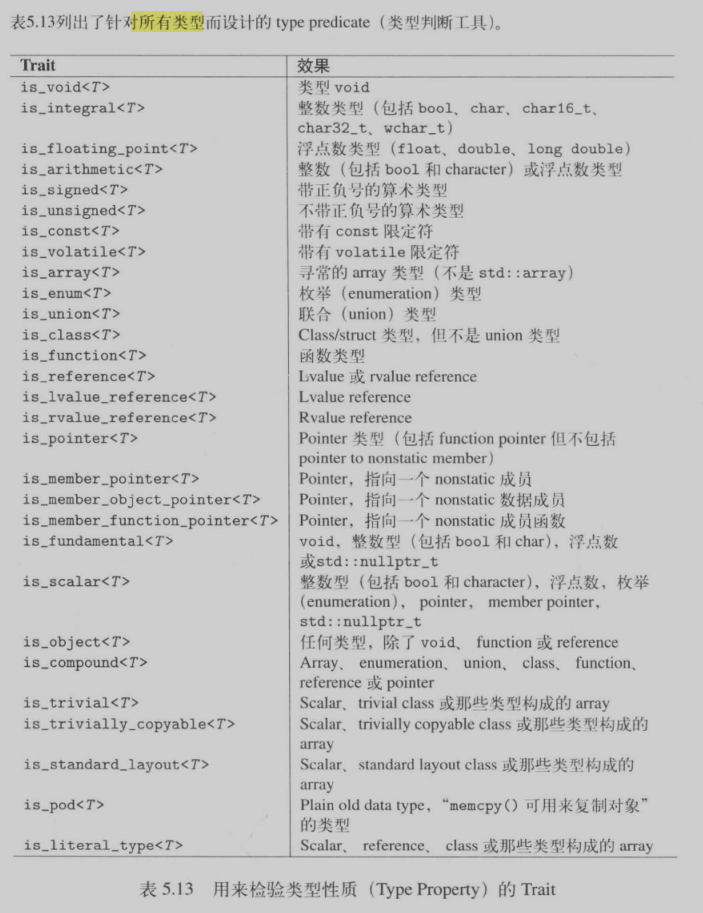 表5.13列出了针对所有类型而设计的 type predicate（类型判断工具）。
Trait 效果
is_void<T> 类型 void
is_integral<T> 整数类型（包括 bool、char、char16_t、
char32_t、wchar_t）
is_floating_point<T> 浮点数类型（float、double、long double）
is_arithmetic<T> 整数（包括 bool 和 character）或浮点数类型
is_signed<T> 带正负号的算术类型
is_unsigned<T> 不带正负号的算术类型
is_const<T> 带有 const 限定符
is_volatile<T> 带有 volatile 限定符
is_array<T> 寻常的 array 类型（不是 std::array）
is_enum<T> 枚举（enumeration）类型
is_union<T> 联合（union）类型
is_class<T> Class/struct 类型，但不是 union 类型
is_function<T> 函数类型
is_reference<T> Lvalue 或 rvalue reference
is_lvalue_reference<T> Lvalue reference
is_rvalue_reference<T> Rvalue reference
is_pointer<T> Pointer 类型（包括 function pointer 但不包括
pointer to nonstatic member）
is_member_pointer<T> Pointer，指向一个 nonstatic 成员
is_member_object_pointer<T> Pointer，指向一个 nonstatic 数据成员
is_member_function_pointer<T> Pointer，指向一个 nonstatic 成员函数
is_fundamental<T> void，整数型（包括 bool 和 char），浮点数
或std::nullptr_t
is_scalar<T> 整数型（包括 bool 和 character），浮点数，枚举
(enumeration)，pointer，member pointer，
std::nullptr_t
is_object<T> 任何类型，除了 void、function 或 reference
is_compound<T> Array、enumeration、union、class、function、
reference 或 pointer
is_trivial<T> Scalar、trivial class 或那些类型构成的 array
is_trivially_copyable<T> Scalar、trivially copyable class 或那些类型构成的
array
is_standard_layout<T> Scalar、standard layout class 或那些类型构成的
array
is_pod<T> Plain old data type，“memcpy() 可用来复制对象”
的类型
is_literal_type<T> Scalar、reference、class 或那些类型构成的 array
表 5.13 用来检验类型性质（Type Property）的 Trait